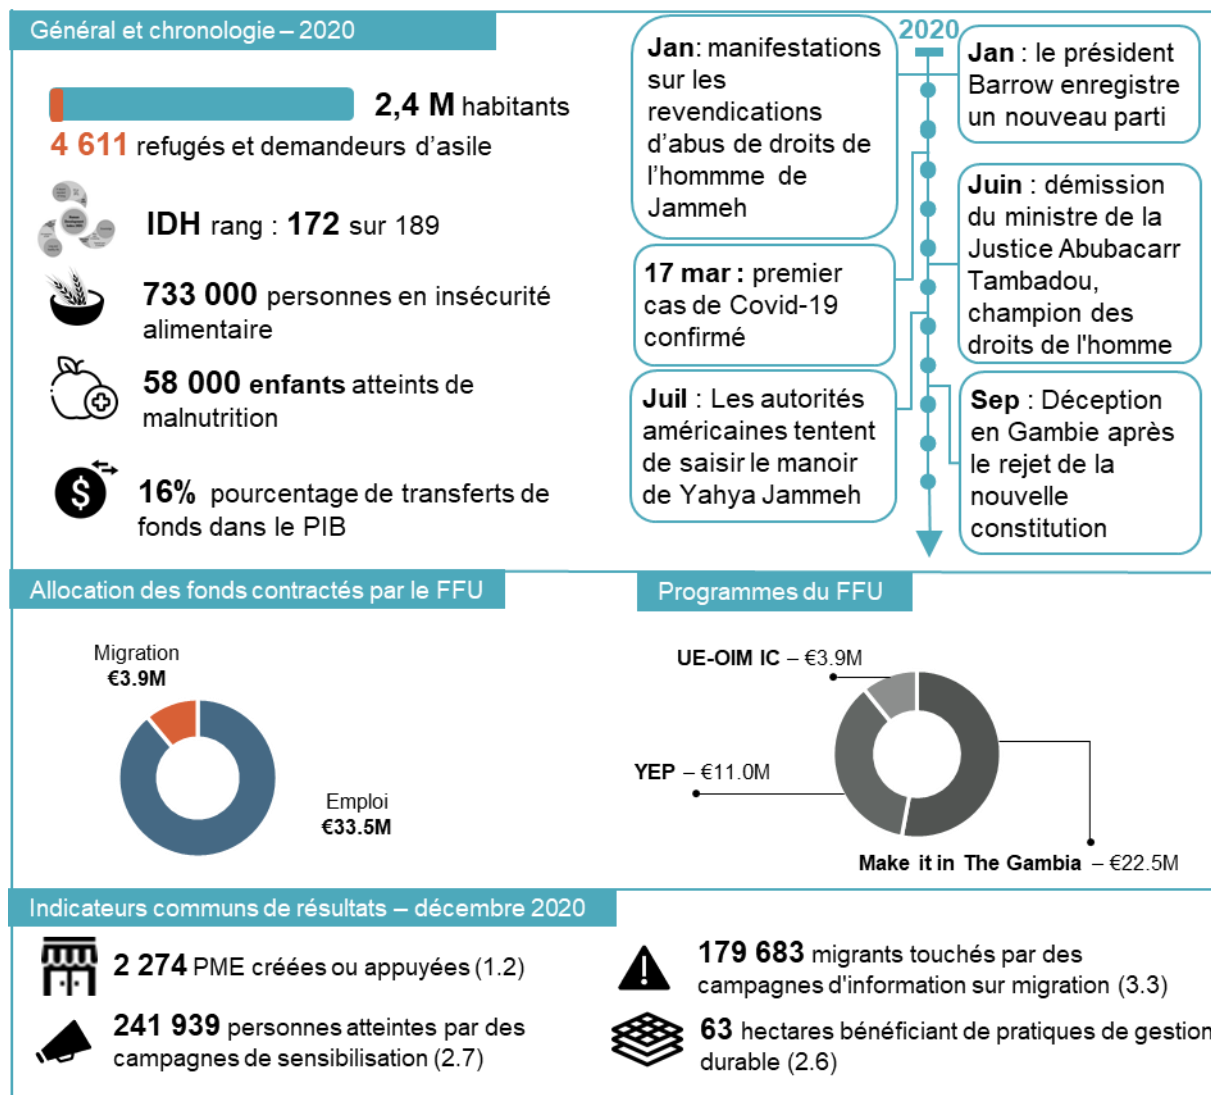 Général et chronologie – 2020
2,4 M habitants
4 611 refugés et demandeurs d'asile
IDH rang : 172 sur 189
733 000 personnes en insécurité
alimentaire
58 000 enfants atteints de
malnutrition
16% pourcentage de transferts de
fonds dans le PIB
2020
Jan: manifestations
sur les
revendications
d'abus de droits de
l'hommme de
Jammeh
Jan : le président
Barrow enregistre
un nouveau parti
17 mar : premier
cas de Covid-19
confirmé
Juin : démission
du ministre de la
Justice Abubacarr
Tambadou,
champion des
droits de l'homme
Juil : Les autorités
américaines tentent
de saisir le manoir
de Yahya Jammeh
Sep : Déception
en Gambie après
le rejet de la
nouvelle
constitution
Allocation des fonds contractés par le FFU
Migration
€3.9M
Emploi
€33.5M
Programmes du FFU
UE-OIM IC – €3.9M
YEP – €11.0M
Make it in The Gambia – €22.5M
Indicateurs communs de résultats – décembre 2020
2 274 PME créées ou appuyées (1.2)
241 939 personnes atteintes par des
campagnes de sensibilisation (2.7)
179 683 migrants touchés par des
campagnes d'information sur migration (3.3)
63 hectares bénéficiant de pratiques de gestion
durable (2.6)